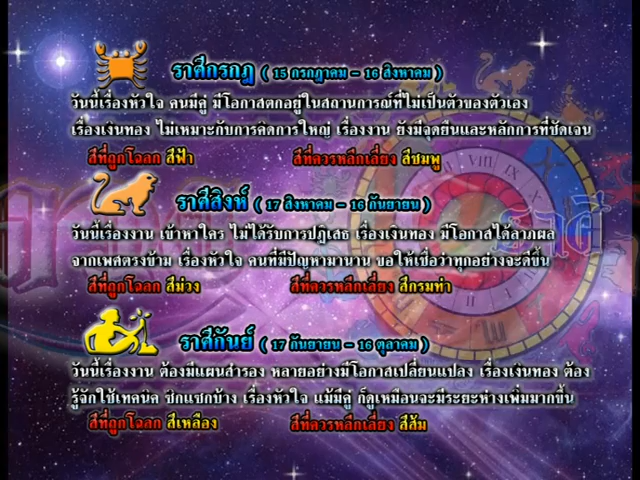 ราศีกรกฎ ( 15 กรกฎาคม - 16 สิงหาคม )
วันนี้เรื่องหัวใจ คนมีคู่ มีโอกาสตกอยู่ในสถานการณ์ที่ไม่เป็นตัวของตัวเอง
เรื่องเงินทอง ไม่เหมาะกับการคิดการใหญ่ เรื่องงาน ยังมีจุดยืนและหลักการที่ชัดเจน
สีที่ถูกโฉลก สีฟ้า สีที่ควรหลีกเลี่ยง สีชมพู
ราศีสิงห์ ( 17 สิงหาคม - 16 กันยายน )
วันนี้เรื่องงาน เข้าหาใคร ไม่ได้รับการปฏิเสธ เรื่องเงินทอง มีโอกาสได้ลาภผล
จากเพศตรงข้าม เรื่องหัวใจ คนที่มีปัญหามานาน ขอให้เชื่อว่าทุกอย่างจะดีขึ้น
สีที่ถูกโฉลก สีม่วง สีที่ควรหลีกเลี่ยง สีกรมท่า
ราศีกันย์ ( 17 กันยายน - 16 ตุลาคม )
วันนี้เรื่องงาน ต้องมีแผนสำรอง หลายอย่างมีโอกาสเปลี่ยนแปลง เรื่องเงินทอง ต้อง
รู้จักใช้เทคนิค ซิกแซกบ้าง เรื่องหัวใจ แม้มีคู่ ก็ดูเหมือนจะมีระยะห่างเพิ่มมากขึ้น
สีที่ถูกโฉลก สีเหลือง สีที่ควรหลีกเลี่ยง สีส้ม